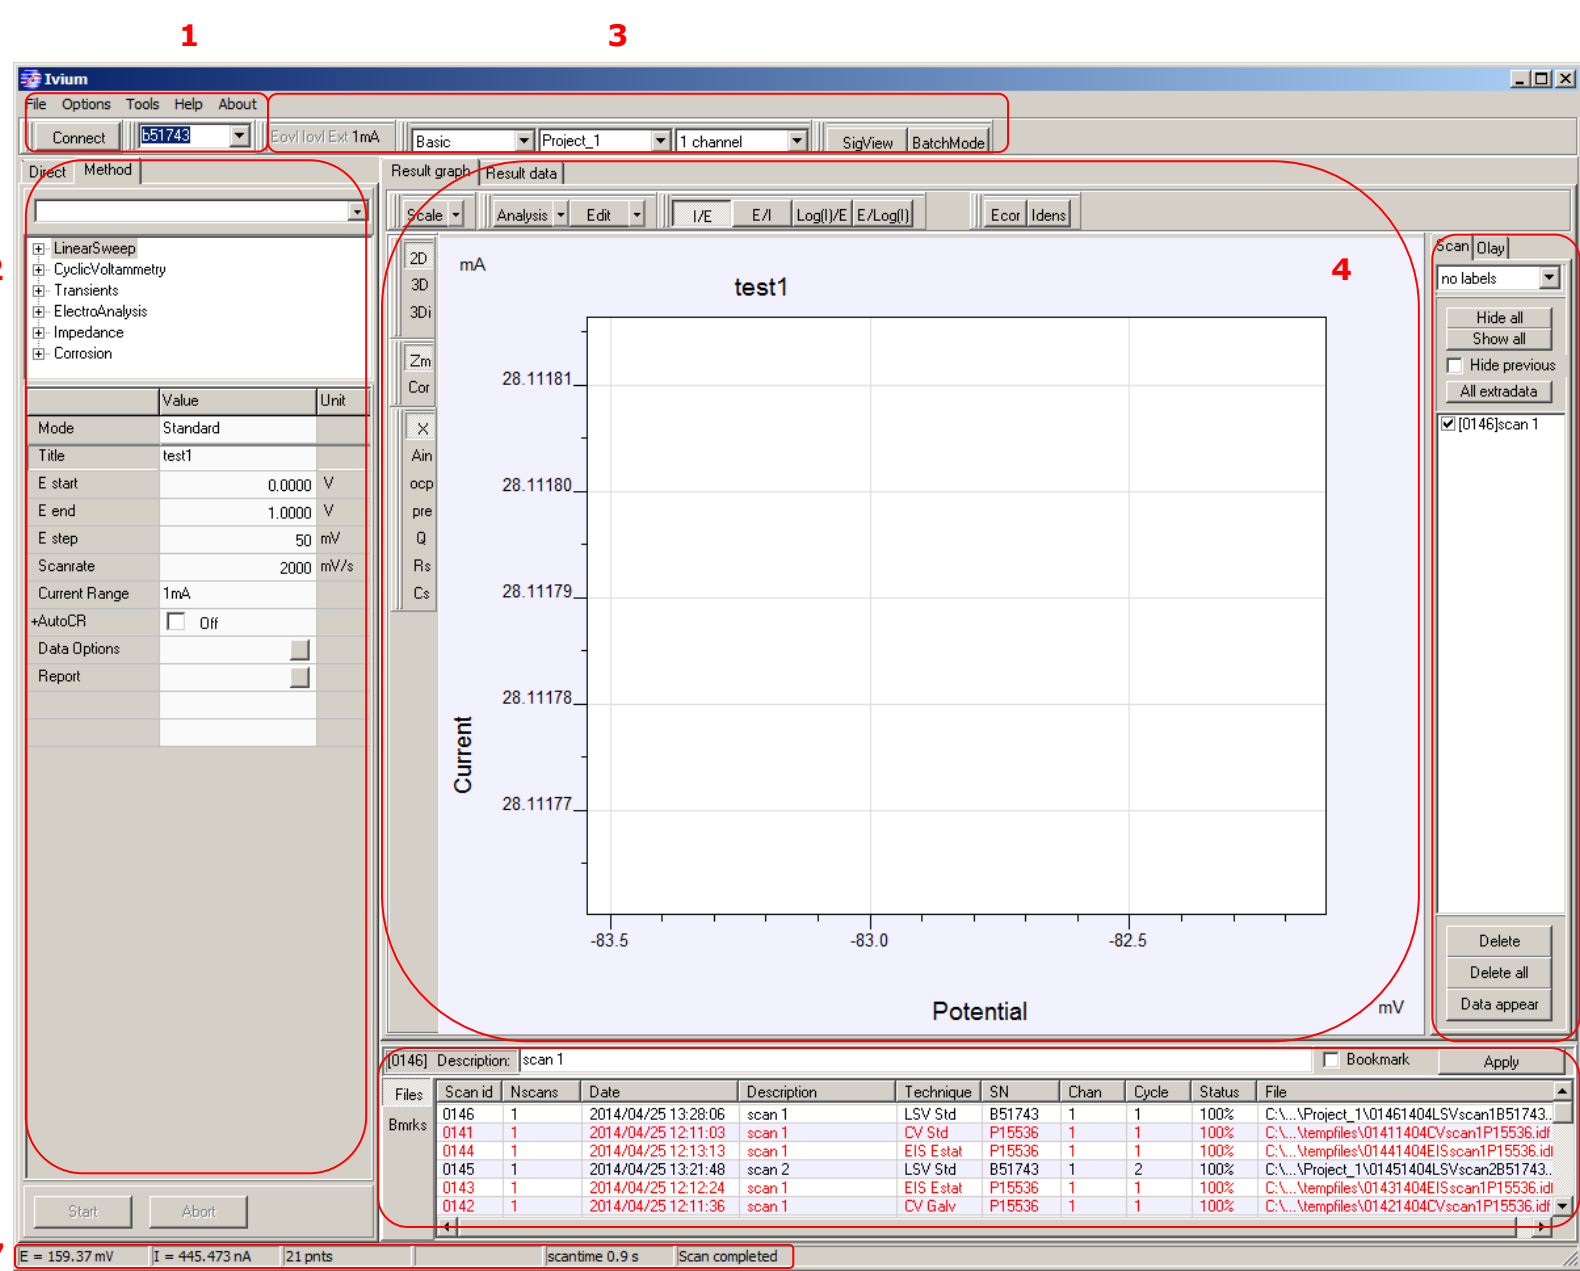 1 3
Ivium
File Options Tools Help About
Connect b51743 Eovl Iovl Ext 1mA Basic Project_1 1 channel SigView BatchMode
Direct Method
Result graph Result data
Scale Analysis Edit I/E E/I Log(I)/E E/Log(I) Ecor Idens
LinearSweep
CyclicVoltammetry
Transients
ElectroAnalysis
Impedance
Corrosion
2
Value Unit
Mode Standard
Title test1
E start 0.0000 V
E end 1.0000 V
E step 50 mV
Scanrate 2000 mV/s
Current Range 1mA
+AutoCR Off
Data Options
Report
Start Abort
2D
3D
3Di
Zm
Cor
X
Ain
ocp
pre
Q
Rs
Cs
mA
test1
4
28.11181
28.11180
28.11179
28.11178
28.11177
Current
-83.5 -83.0 -82.5
Potential
mV
Scan Olay
no labels
Hide all
Show all
Hide previous
All extradata
[0146]scan 1
Delete
Delete all
Data appear
[0146] Description: scan 1 Bookmark Apply
Files
Bmrks
Scan id Nscans Date Description Technique SN Chan Cycle Status File
0146 1 2014/04/25 13:28:06 scan 1 LSV Std B51743 1 1 100% C:\...\Project_1\01461404LSVscan1B51743..
0141 1 2014/04/25 12:11:03 scan 1 CV Std P15536 1 1 100% C:\...\tempfiles\01411404CVscan1P15536.idf
0144 1 2014/04/25 12:13:13 scan 1 EIS Estat P15536 1 1 100% C:\...\tempfiles\01441404EISscan1P15536.idf
0145 1 2014/04/25 13:21:48 scan 2 LSV Std B51743 1 2 100% C:\...\Project_1\01451404LSVscan2B51743..
0143 1 2014/04/25 12:12:24 scan 1 EIS Estat P15536 1 1 100% C:\...\tempfiles\01431404EISscan1P15536.idf
0142 1 2014/04/25 12:11:36 scan 1 CV Galv P15536 1 1 100% C:\...\tempfiles\01421404CVscan1P15536.idf
7
E = 159.37 mV I = 445.473 nA 21 pnts scantime 0.9 s Scan completed